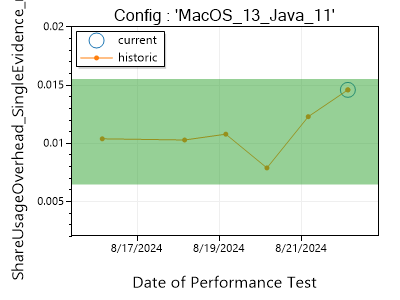 Config : 'MacOS_13_Java_11'
current
historic
0.02
0.015
0.01
0.005
ShareUsageOverhead_SingleEvidence_
8/17/2024
8/19/2024
8/21/2024
Date of Performance Test